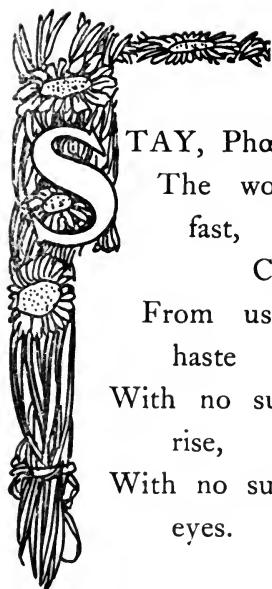 STAY, Phœ
The wo
fast,
C
From us
haste
With no su
rise,
With no su
eyes.